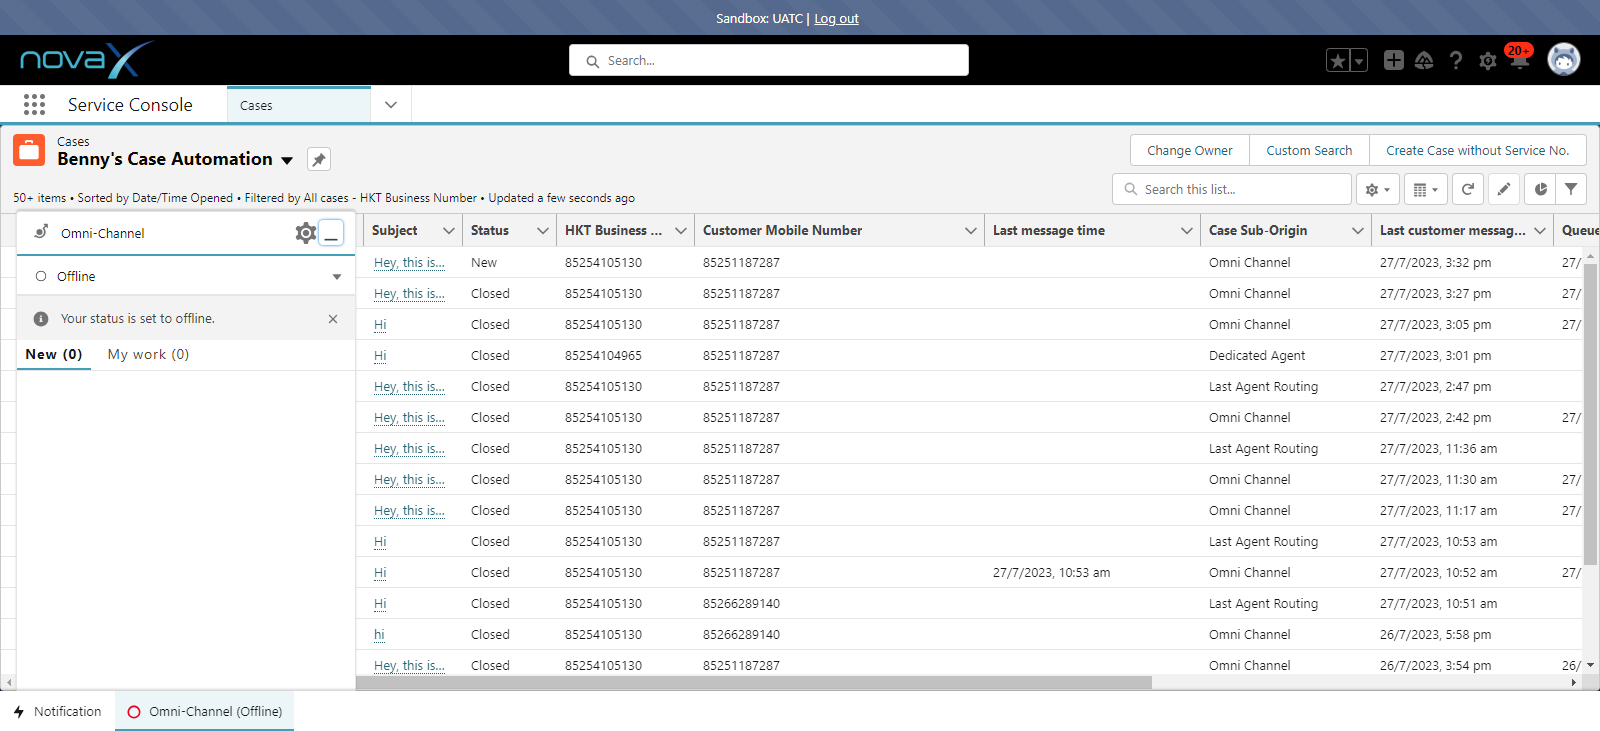 Sandbox: UATC | Log out
novaX
Search...
20+
Service Console
Cases
Cases
Benny's Case Automation
Change Owner
Custom Search
Create Case without Service No.
50+ items • Sorted by Date/Time Opened • Filtered by All cases - HKT Business Number • Updated a few seconds ago
Search this list...
Omni-Channel
Offline
Your status is set to offline.
New (0) My work (0)
Subject Status HKT Business ... Customer Mobile Number Last message time Case Sub-Origin Last customer messag... Queue
Hey, this is... New 85254105130 85251187287 Omni Channel 27/7/2023, 3:32 pm 27/
Hey, this is... Closed 85254105130 85251187287 Omni Channel 27/7/2023, 3:27 pm 27/
Hi Closed 85254105130 85251187287 Omni Channel 27/7/2023, 3:05 pm 27/
Hi Closed 85254104965 85251187287 Dedicated Agent 27/7/2023, 3:01 pm
Hey, this is... Closed 85254105130 85251187287 Last Agent Routing 27/7/2023, 2:47 pm
Hey, this is... Closed 85254105130 85251187287 Omni Channel 27/7/2023, 2:42 pm 27/
Hey, this is... Closed 85254105130 85251187287 Last Agent Routing 27/7/2023, 11:36 am
Hey, this is... Closed 85254105130 85251187287 Omni Channel 27/7/2023, 11:30 am 27/
Hey, this is... Closed 85254105130 85251187287 Omni Channel 27/7/2023, 11:17 am 27/
Hi Closed 85254105130 85251187287 Last Agent Routing 27/7/2023, 10:53 am
Hi Closed 85254105130 85251187287 27/7/2023, 10:53 am Omni Channel 27/7/2023, 10:52 am 27/
Hi Closed 85254105130 85266289140 Last Agent Routing 27/7/2023, 10:51 am
hi Closed 85254105130 85266289140 Omni Channel 26/7/2023, 5:58 pm
Hey, this is... Closed 85254105130 85251187287 Omni Channel 26/7/2023, 3:54 pm 26/
Notification
Omni-Channel (Offline)